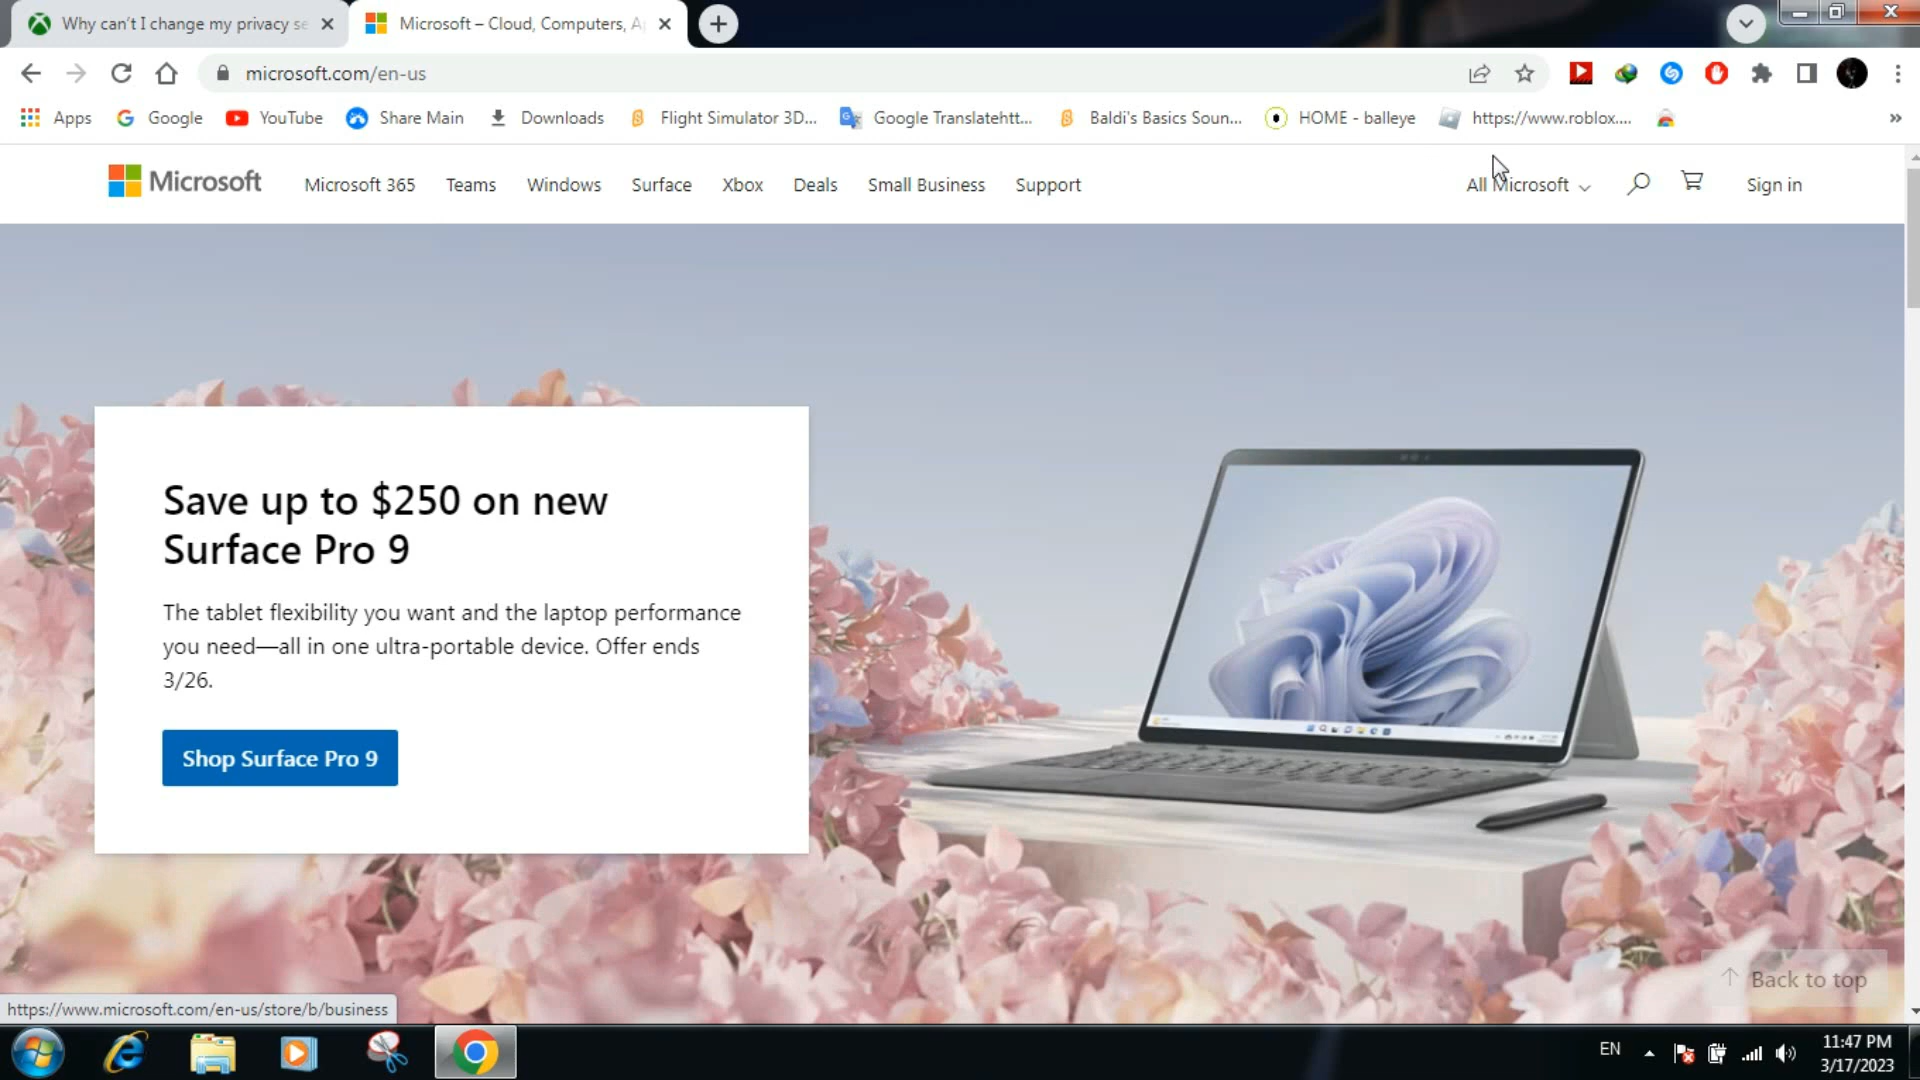 Why can't I change my privacy se
Microsoft – Cloud, Computers, A
microsoft.com/en-us
Apps
Google
YouTube
Share Main
Downloads
Flight Simulator 3D...
Google Translatehtt...
Baldi's Basics Soun...
HOME - balleye
https://www.roblox....
»
Microsoft
Microsoft 365
Teams
Windows
Surface
Xbox
Deals
Small Business
Support
All Microsoft
Sign in
Save up to $250 on new
Surface Pro 9
The tablet flexibility you want and the laptop performance
you need—all in one ultra-portable device. Offer ends
3/26.
Shop Surface Pro 9
Back to top
https://www.microsoft.com/en-us/store/b/business
EN
11:47 PM
3/17/2023